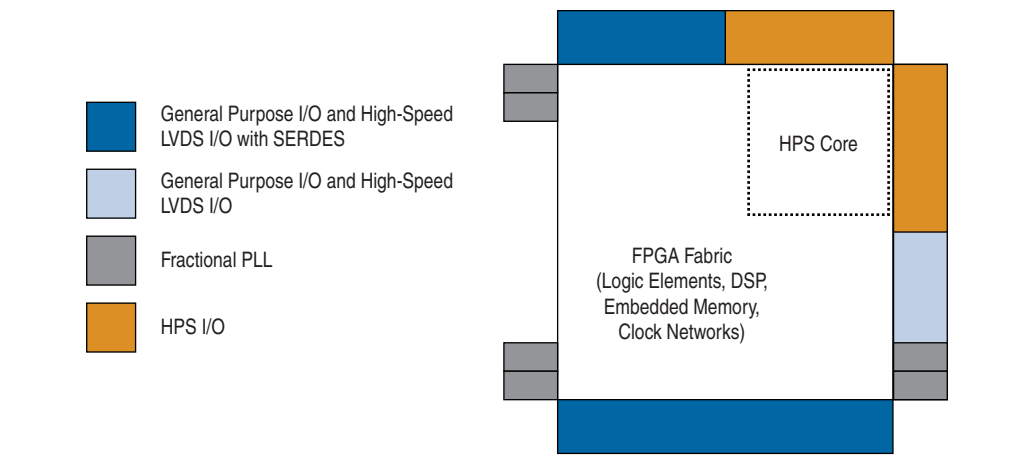 General Purpose I/O and High-Speed
LVDS I/O with SERDES
General Purpose I/O and High-Speed
LVDS I/O
Fractional PLL
HPS I/O
HPS Core
FPGA Fabric
(Logic Elements, DSP,
Embedded Memory,
Clock Networks)